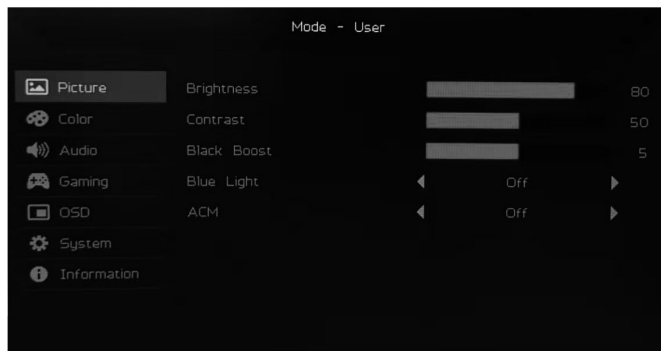 Mode - User
Picture
Brightness 80
Color
Contrast 50
Audio
Black Boost 5
Gaming
Blue Light Off
OSD
ACM Off
System
Information